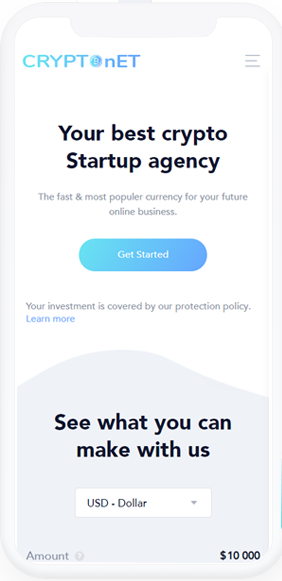 CRYPTOnET
Your best crypto
Startup agency
The fast & most populer currency for your future
online business.
Get Started
Your investment is covered by our protection policy.
Learn more
See what you can
make with us
USD - Dollar
Amount ?
$10 000